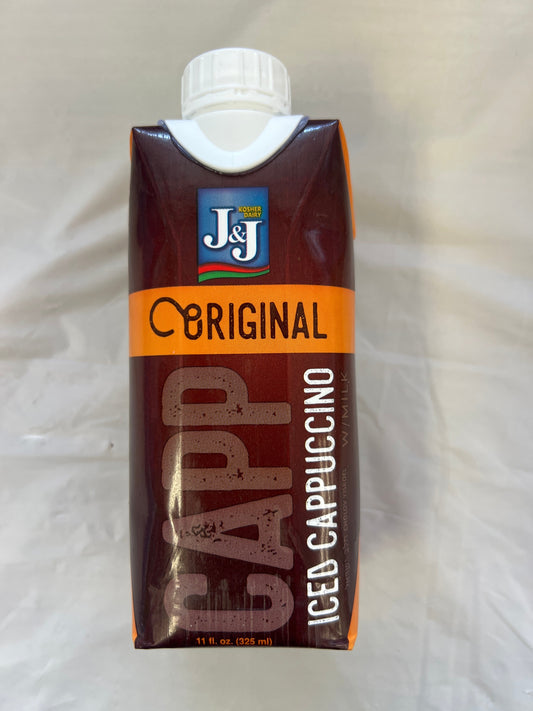 KOSHER
DAIRY
J&J
ORIGINAL
CAPP
ICED CAPPUCCINO
W/MILK
11 fl. oz. (325 ml)